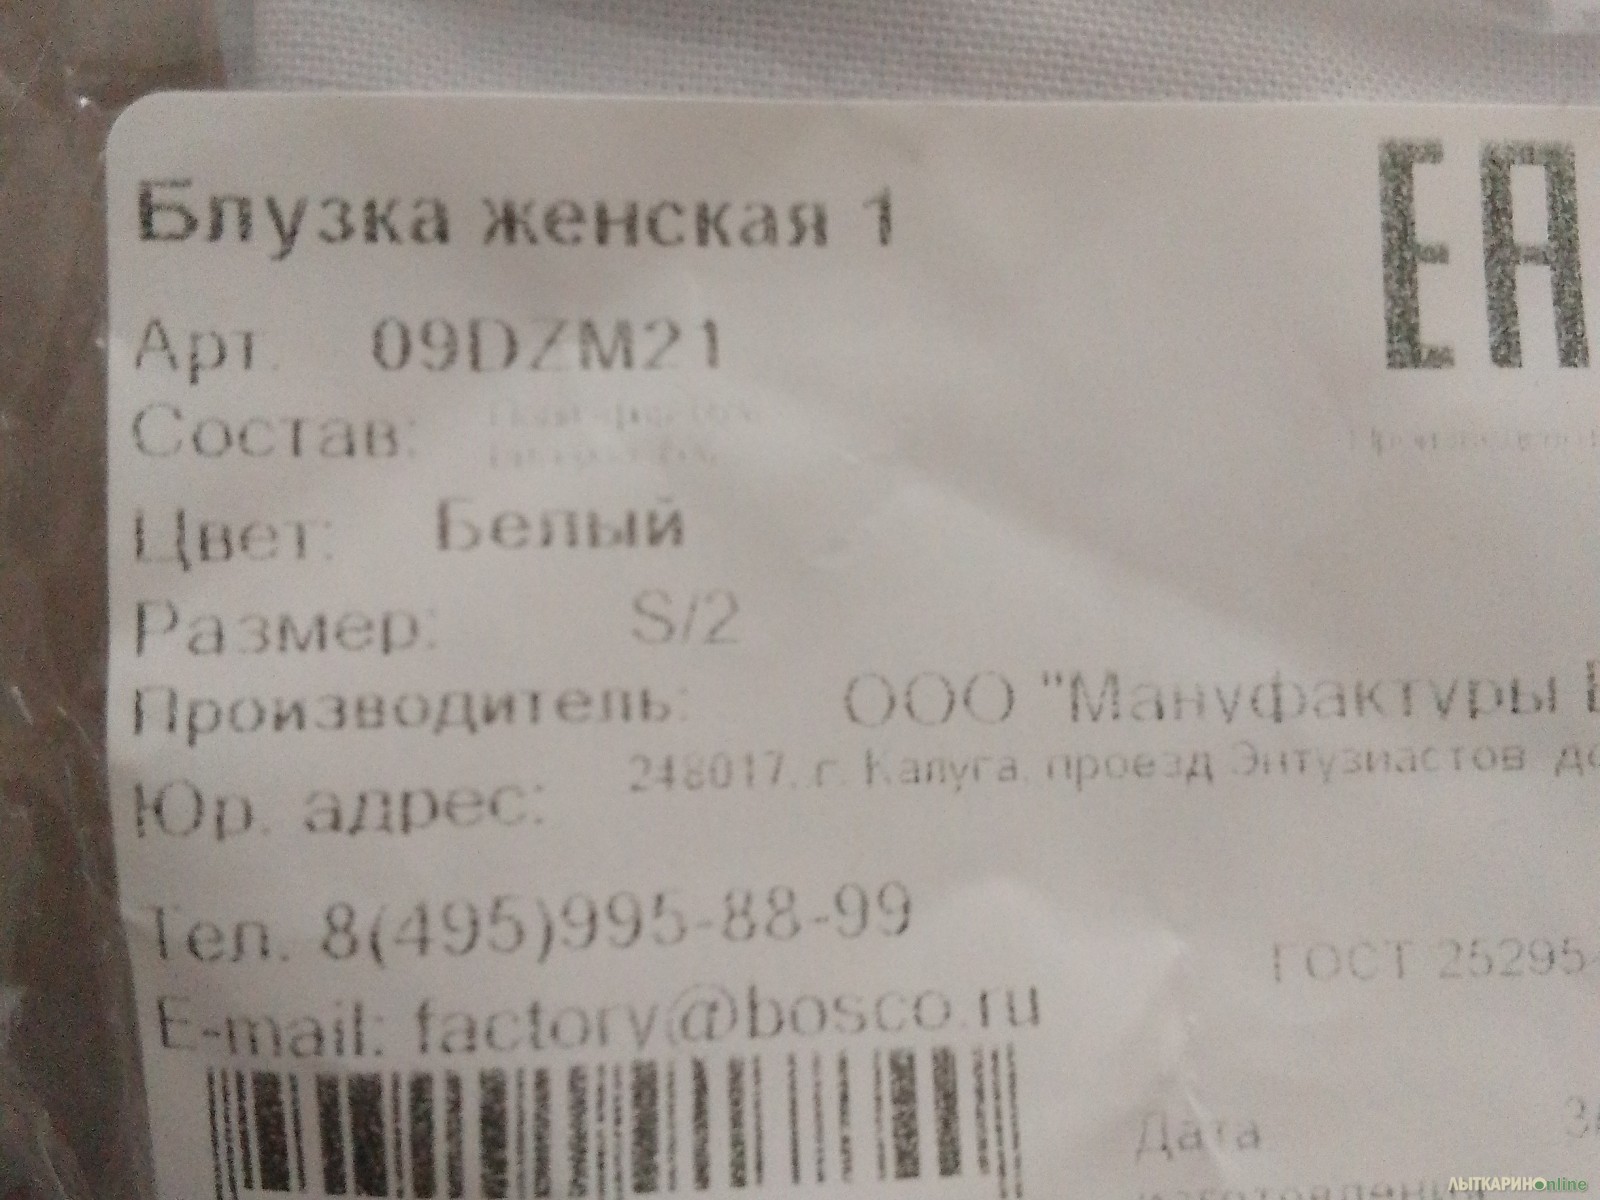 Блузка женская 1
ЕА
Арт. 09DZM21
Состав:
Цвет: Белый
Размер: S/2
Производитель: ООО "Мануфактуры
Юр. адрес: 248017, г. Калуга, проезд Энтузиастов
Тел. 8(495)995-88-99
ГОСТ 25295-
E-mail: factory@bosco.ru
Дата
ЛЫТКАРИНОonline